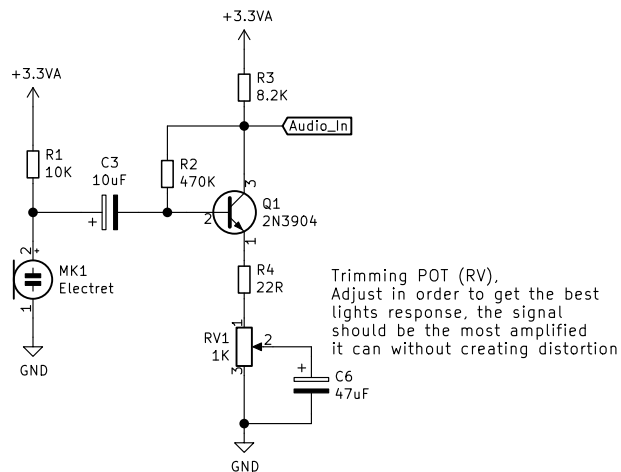 +3.3VA
+3.3VA
R3
8.2K
Audio_In
R1
10K
C3
10uF
+
R2
470K
3
2
Q1
2N3904
1
2
+
MK1
Electret
1
GND
R4
22R
Trimming POT (RV),
Adjust in order to get the best
lights response, the signal
should be the most amplified
it can without creating distortion
1
RV1
1K
2
3
+
C6
47uF
GND